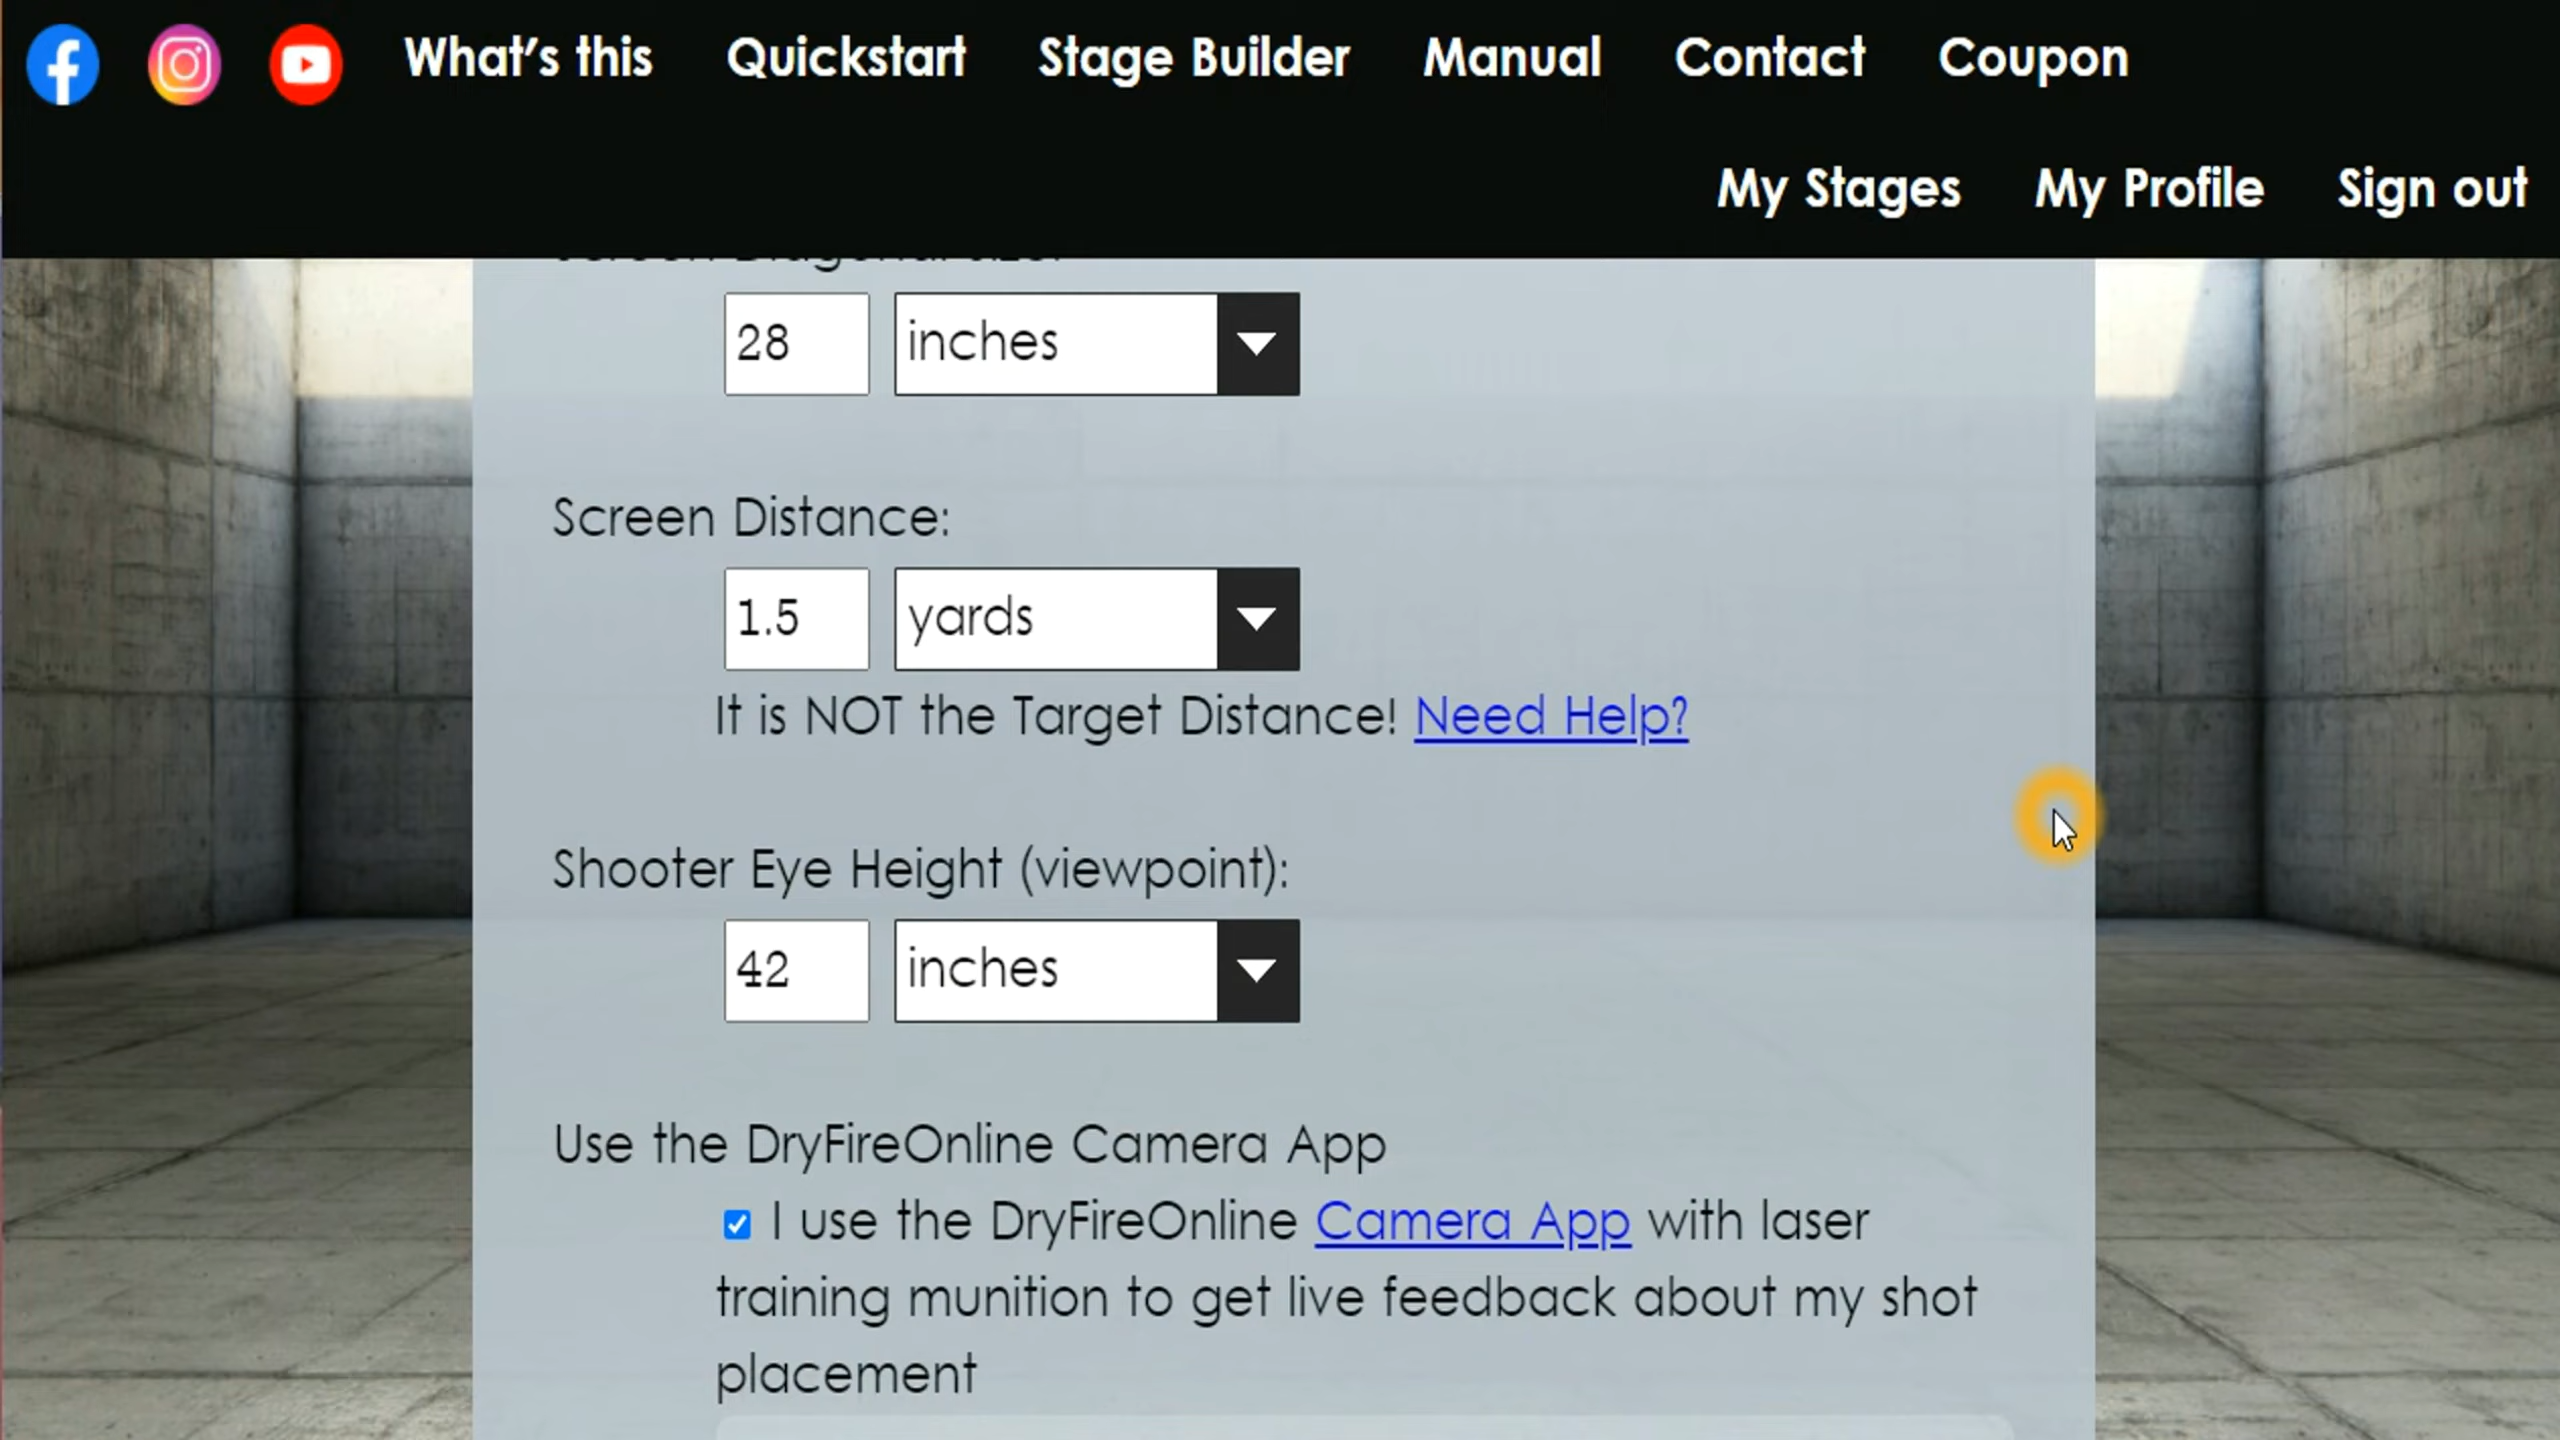 What's this Quickstart Stage Builder Manual Contact Coupon
My Stages My Profile Sign out
Screen Diagonal Size:
28 inches
Screen Distance:
1.5 yards
It is NOT the Target Distance! Need Help?
Shooter Eye Height (viewpoint):
42 inches
Use the DryFireOnline Camera App
I use the DryFireOnline Camera App with laser
training munition to get live feedback about my shot
placement